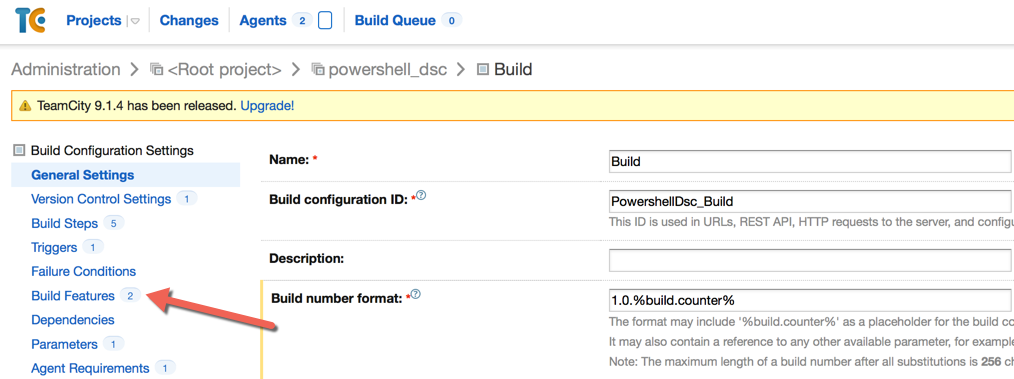 TC Projects Changes Agents 2 Build Queue 0
Administration > <Root project> > powershell_dsc > Build
TeamCity 9.1.4 has been released. Upgrade!
Build Configuration Settings
General Settings
Version Control Settings 1
Build Steps 5
Triggers 1
Failure Conditions
Build Features 2
Dependencies
Parameters 1
Agent Requirements 1
Name: *
Build
Build configuration ID: *?
PowershellDsc_Build
This ID is used in URLs, REST API, HTTP requests to the server, and configu
Description:
Build number format: *?
1.0.%build.counter%
The format may include '%build.counter%' as a placeholder for the build co
It may also contain a reference to any other available parameter, for example
Note: The maximum length of a build number after all substitutions is 256 ch